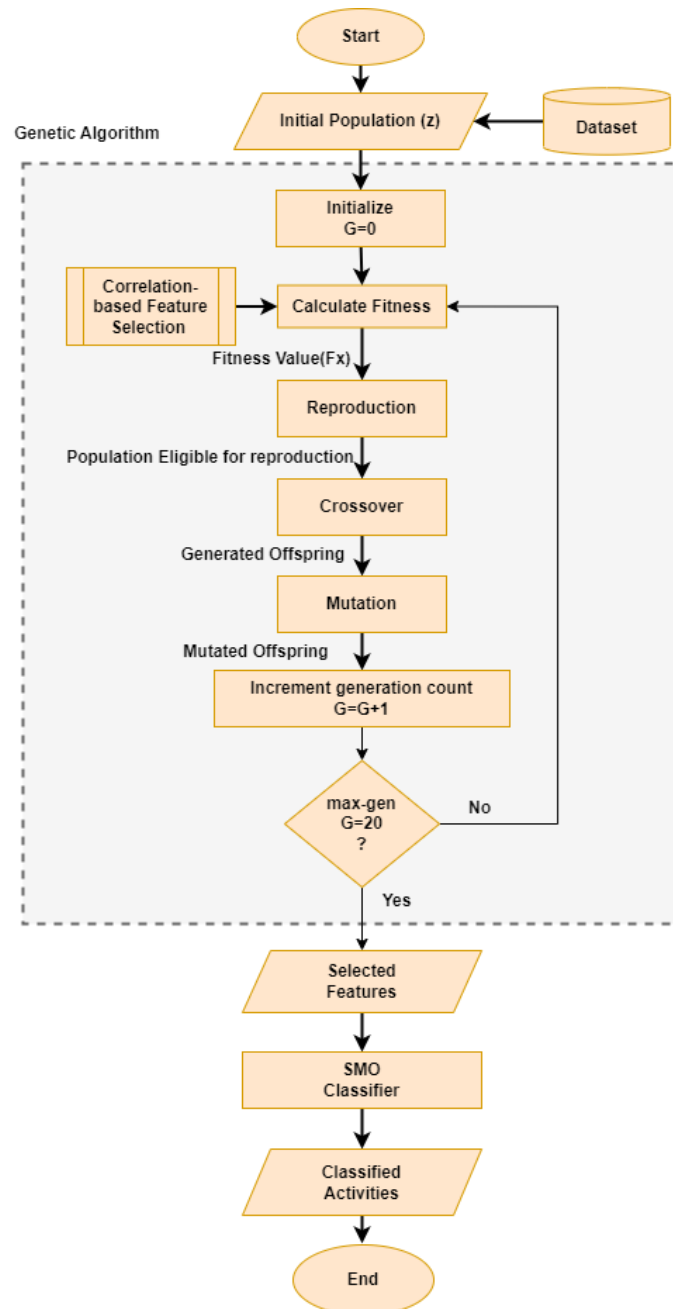 Start
Initial Population (z)
Dataset
Genetic Algorithm
Initialize
G=0
Correlation-
based Feature
Selection
Calculate Fitness
Fitness Value(Fx)
Reproduction
Population Eligible for reproduction
Crossover
Generated Offspring
Mutation
Mutated Offspring
Increment generation count
G=G+1
max-gen
G=20
?
No
Yes
Selected
Features
SMO
Classifier
Classified
Activities
End